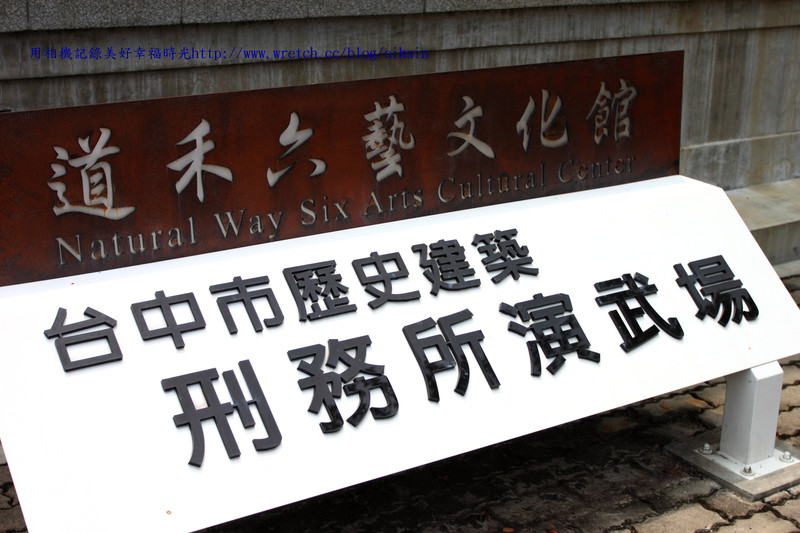 用相機記錄美好幸福時光http://www.wretch.cc/blog/aiksin
道禾六藝文化館
Natural Way Six Arts Cultural Center
台中市歷史建築
刑務所演武場